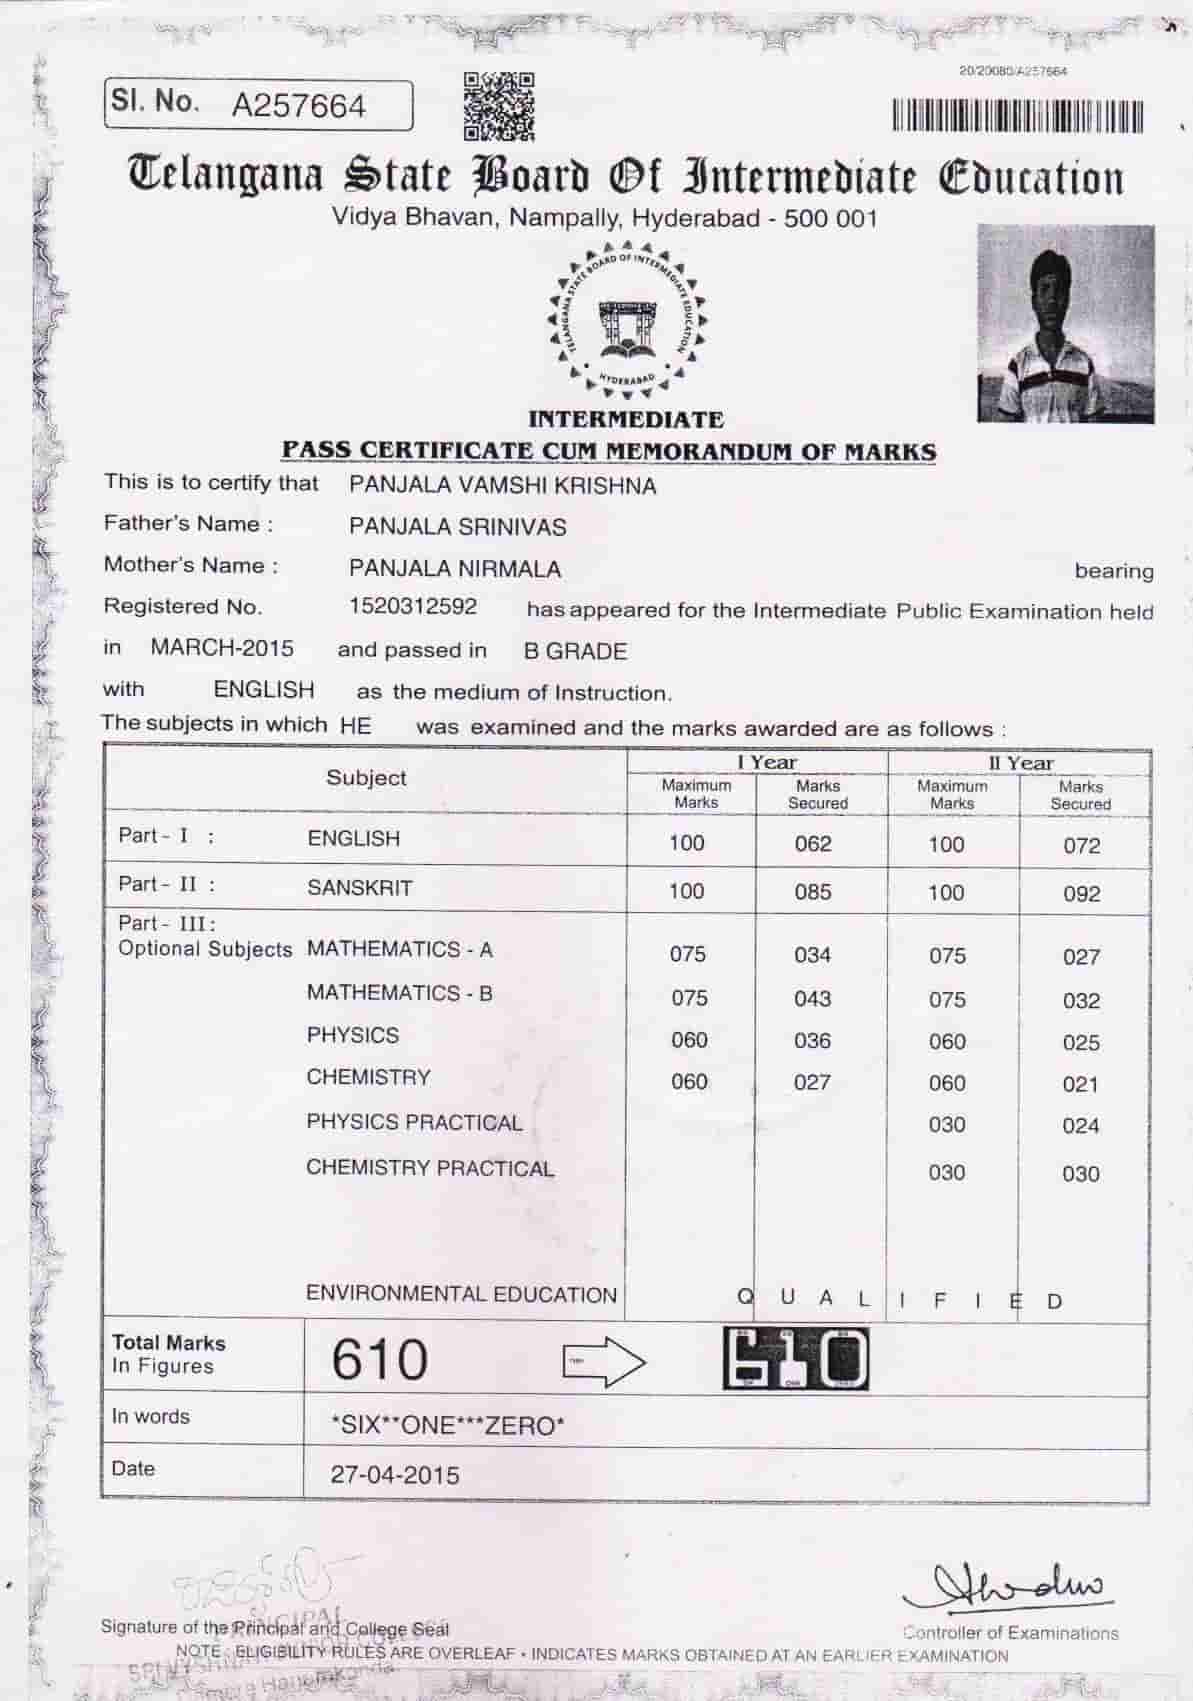 20/20080/A257664
Sl. No. A257664
Telangana State Board Of Intermediate Education
Vidya Bhavan, Nampally, Hyderabad - 500 001
TELANGANA STATE BOARD OF INTERMEDIATE EDUCATION
HYDERABAD
INTERMEDIATE
PASS CERTIFICATE CUM MEMORANDUM OF MARKS
This is to certify that PANJALA VAMSHI KRISHNA
Father's Name : PANJALA SRINIVAS
Mother's Name : PANJALA NIRMALA bearing
Registered No. 1520312592 has appeared for the Intermediate Public Examination held
in MARCH-2015 and passed in B GRADE
with ENGLISH as the medium of Instruction.
The subjects in which HE was examined and the marks awarded are as follows :
Subject I Year II Year
Maximum Marks Marks Secured Maximum Marks Marks Secured
Part - I : ENGLISH 100 062 100 072
Part - II : SANSKRIT 100 085 100 092
Part - III :
Optional Subjects MATHEMATICS - A 075 034 075 027
MATHEMATICS - B 075 043 075 032
PHYSICS 060 036 060 025
CHEMISTRY 060 027 060 021
PHYSICS PRACTICAL 030 024
CHEMISTRY PRACTICAL 030 030
ENVIRONMENTAL EDUCATION Q U A L I F I E D
Total Marks
In Figures 610 610
In words *SIX**ONE***ZERO*
Date 27-04-2015
Signature of the Principal and College Seal
Controller of Examinations
NOTE : ELIGIBILITY RULES ARE OVERLEAF • INDICATES MARKS OBTAINED AT AN EARLIER EXAMINATION